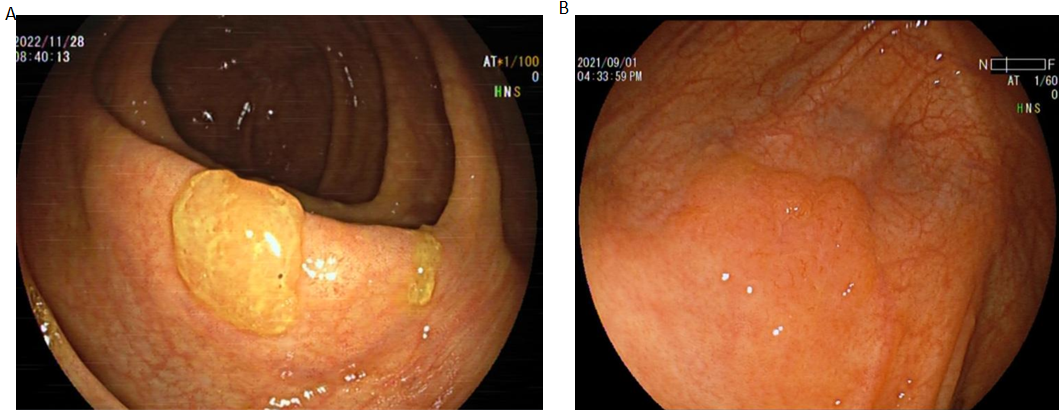 A
2022/11/28
08:40:13
AT•1/100
0
HNS
B
2021/09/01
04:33:59 PM
N F
AT 1/60
0
HNS